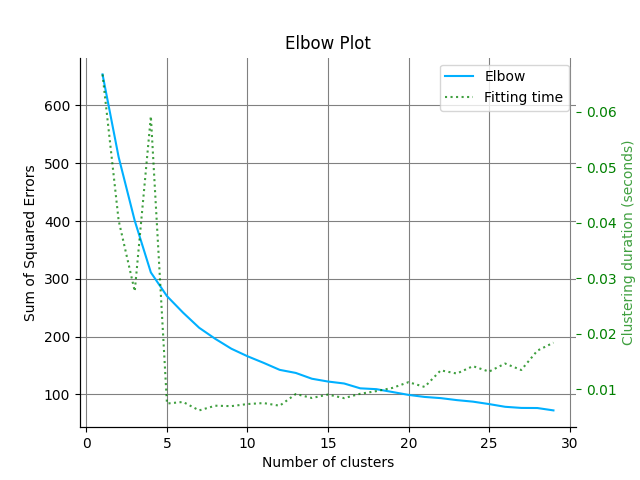 Elbow Plot
Elbow
Fitting time
Sum of Squared Errors
600
500
400
300
200
100
0.06
0.05
0.04
0.03
0.02
0.01
Clustering duration (seconds)
0 5 10 15 20 25 30
Number of clusters